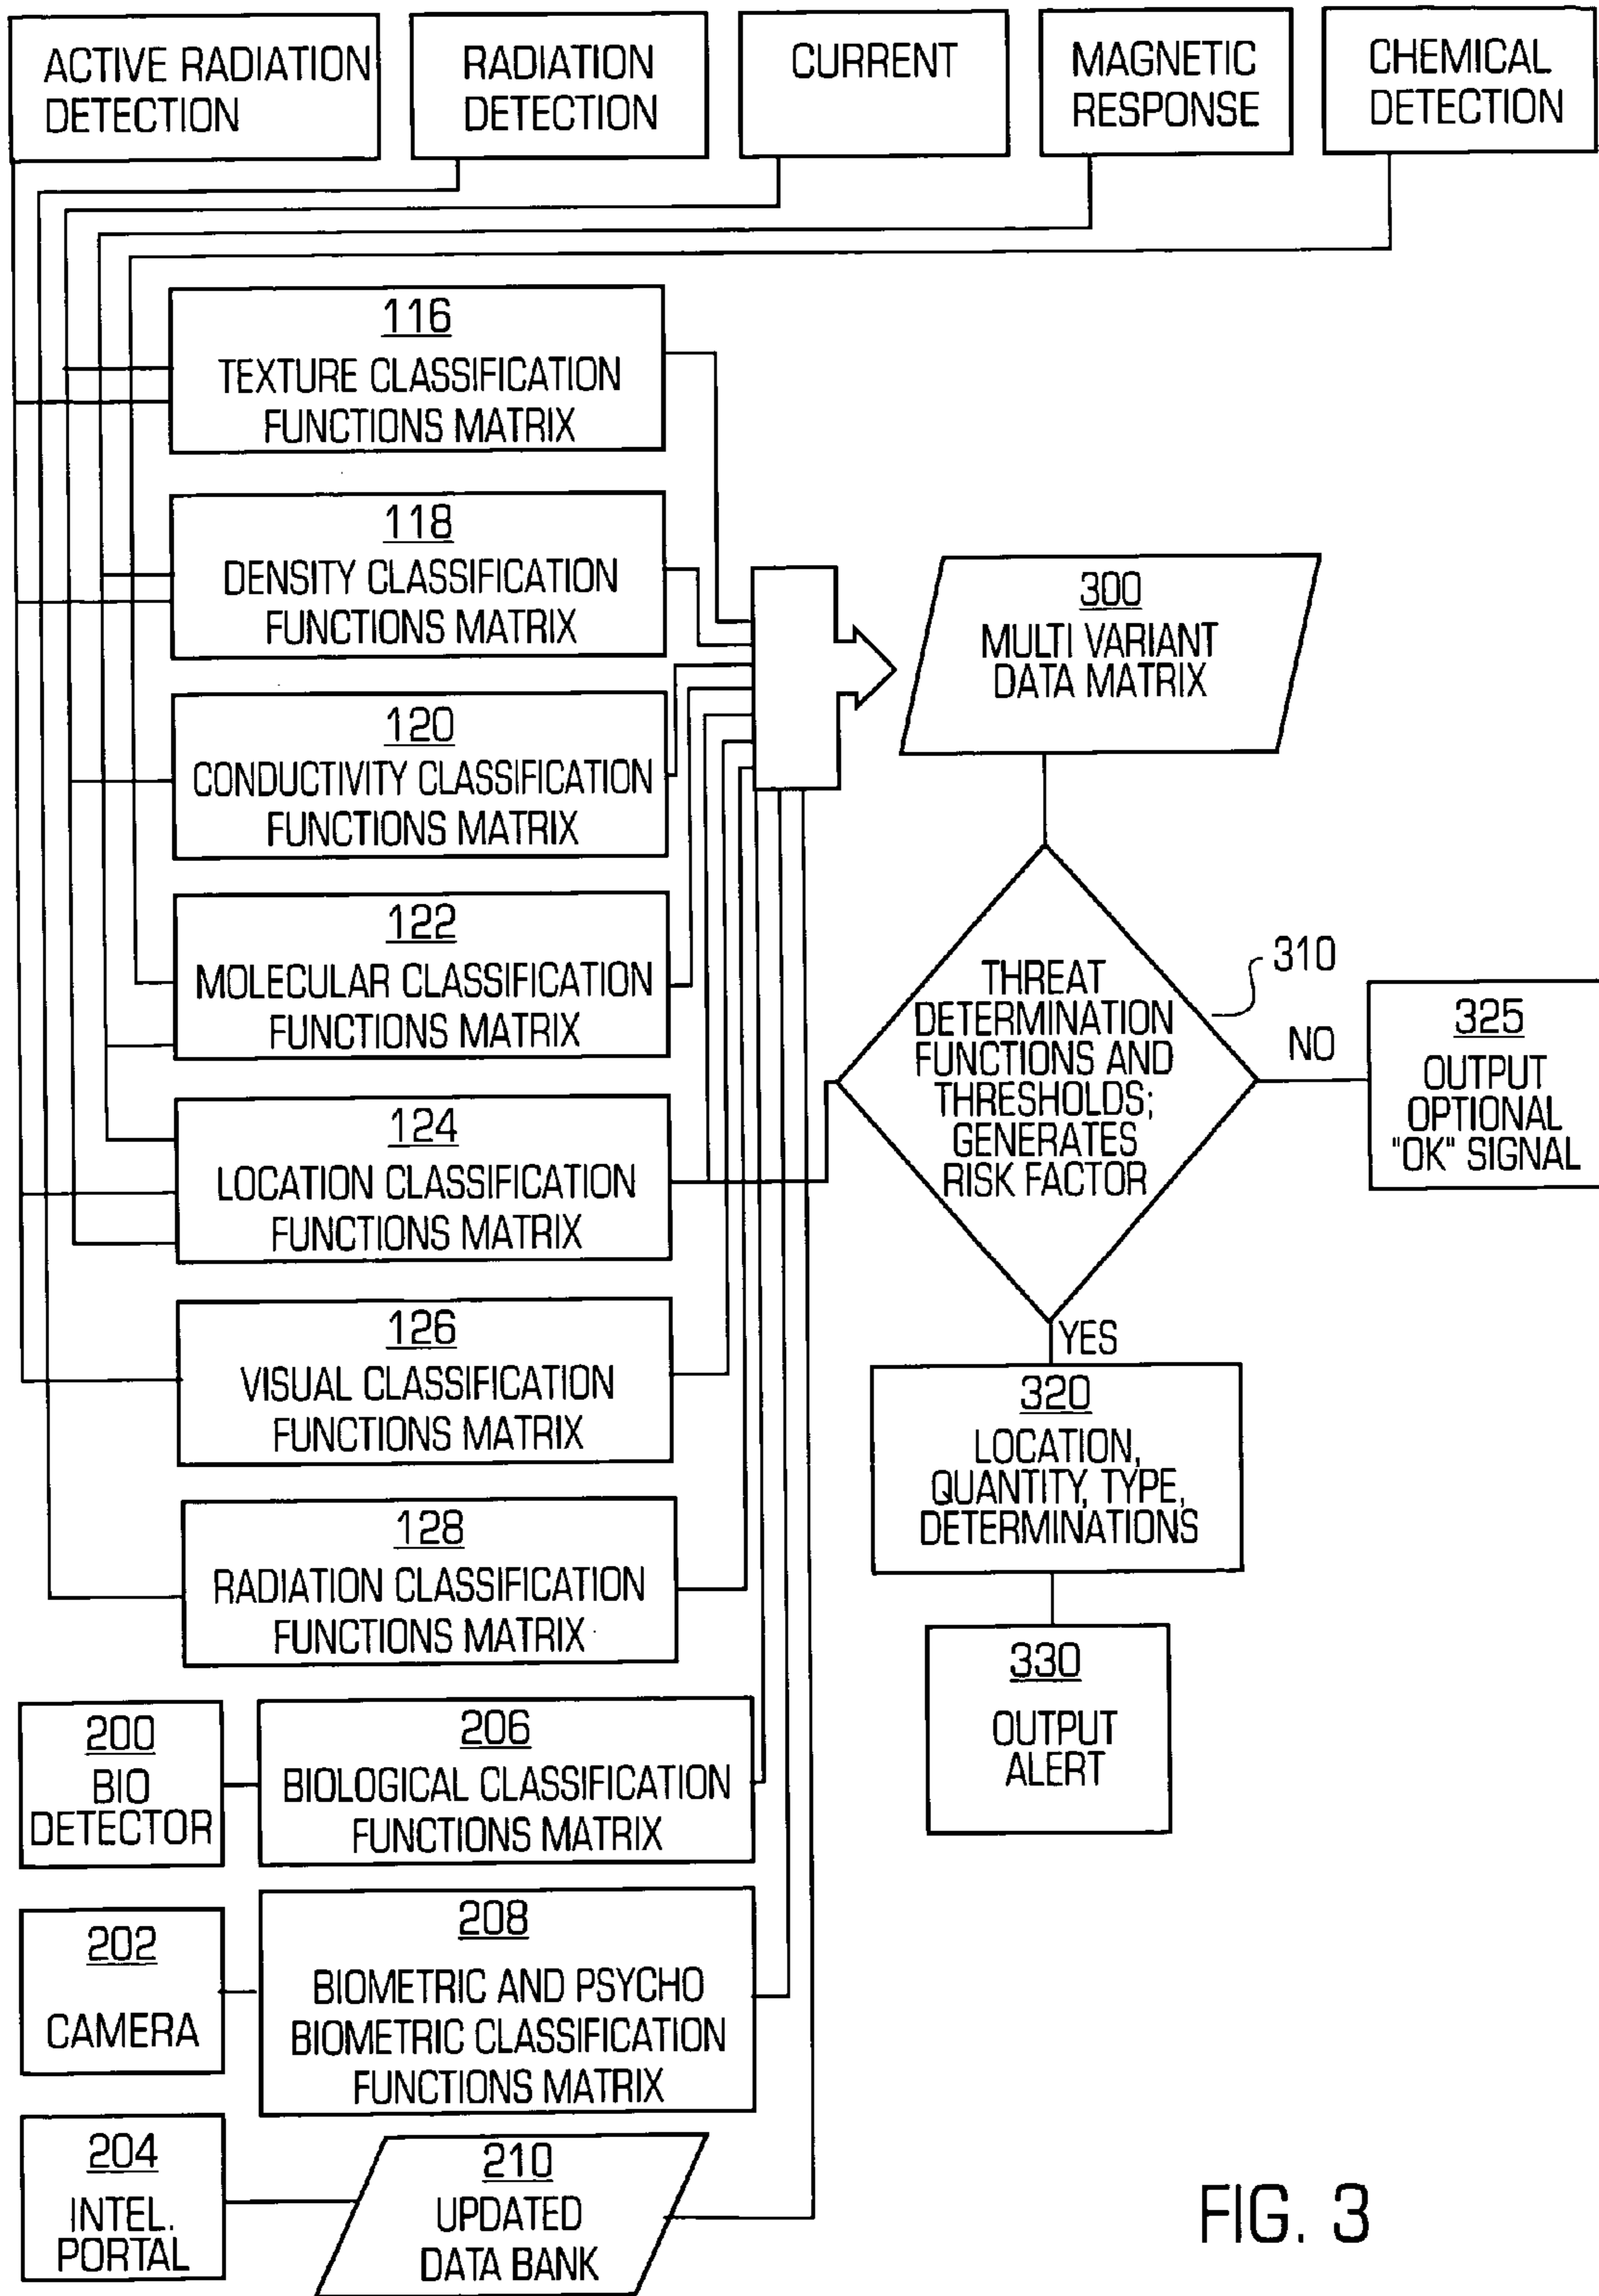 ACTIVE RADIATION
DETECTION
RADIATION
DETECTION
CURRENT
MAGNETIC
RESPONSE
CHEMICAL
DETECTION
116
TEXTURE CLASSIFICATION
FUNCTIONS MATRIX
118
DENSITY CLASSIFICATION
FUNCTIONS MATRIX
120
CONDUCTIVITY CLASSIFICATION
FUNCTIONS MATRIX
122
MOLECULAR CLASSIFICATION
FUNCTIONS MATRIX
124
LOCATION CLASSIFICATION
FUNCTIONS MATRIX
126
VISUAL CLASSIFICATION
FUNCTIONS MATRIX
128
RADIATION CLASSIFICATION
FUNCTIONS MATRIX
200
BIO
DETECTOR
206
BIOLOGICAL CLASSIFICATION
FUNCTIONS MATRIX
202
CAMERA
208
BIOMETRIC AND PSYCHO
BIOMETRIC CLASSIFICATION
FUNCTIONS MATRIX
204
INTEL.
PORTAL
210
UPDATED
DATA BANK
300
MULTI VARIANT
DATA MATRIX
310
THREAT
DETERMINATION
FUNCTIONS AND
THRESHOLDS;
GENERATES
RISK FACTOR
NO
325
OUTPUT
OPTIONAL
"OK" SIGNAL
YES
320
LOCATION,
QUANTITY, TYPE,
DETERMINATIONS
330
OUTPUT
ALERT
FIG. 3